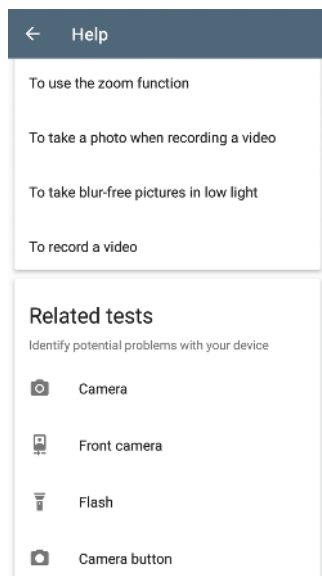 Help
To use the zoom function
To take a photo when recording a video
To take blur-free pictures in low light
To record a video
Related tests
Identify potential problems with your device
Camera
Front camera
Flash
Camera button